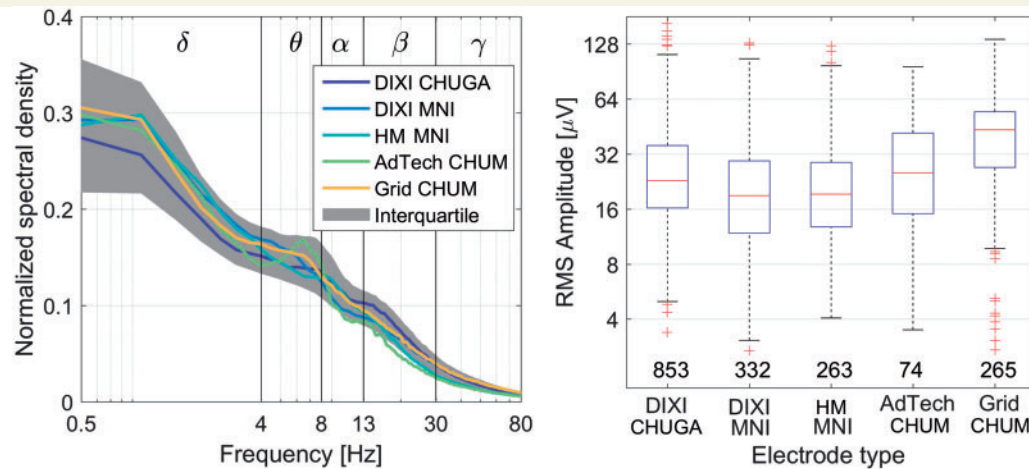 0.4
0.3
0.2
0.1
0
Normalized spectral density
δ θ α β γ
DIXI CHUGA
DIXI MNI
HM MNI
AdTech CHUM
Grid CHUM
Interquartile
0.5 4 8 13 30 80
Frequency [Hz]
128
64
32
16
8
4
RMS Amplitude [μV]
853 332 263 74 265
DIXI DIXI HM AdTech Grid
CHUGA MNI MNI CHUM CHUM
Electrode type